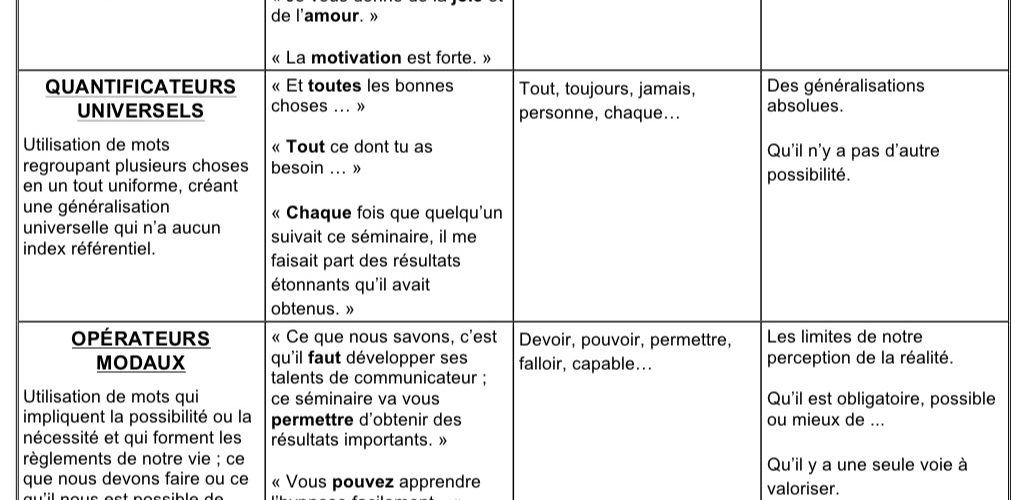 de l'amour. »
« La motivation est forte. »
QUANTIFICATEURS
UNIVERSELS
Utilisation de mots
regroupant plusieurs choses
en un tout uniforme, créant
une généralisation
universelle qui n'a aucun
index référentiel.
« Et toutes les bonnes
choses … »
« Tout ce dont tu as
besoin … »
« Chaque fois que quelqu'un
suivait ce séminaire, il me
faisait part des résultats
étonnants qu'il avait
obtenus. »
Tout, toujours, jamais,
personne, chaque…
Des généralisations
absolues.
Qu'il n'y a pas d'autre
possibilité.
OPÉRATEURS
MODAUX
Utilisation de mots qui
impliquent la possibilité ou la
nécessité et qui forment les
règlements de notre vie ; ce
que nous devons faire ou ce
qu'il nous est possible de
« Ce que nous savons, c'est
qu'il faut développer ses
talents de communicateur ;
ce séminaire va vous
permettre d'obtenir des
résultats importants. »
« Vous pouvez apprendre
Devoir, pouvoir, permettre,
falloir, capable…
Les limites de notre
perception de la réalité.
Qu'il est obligatoire, possible
ou mieux de ...
Qu'il y a une seule voie à
valoriser.